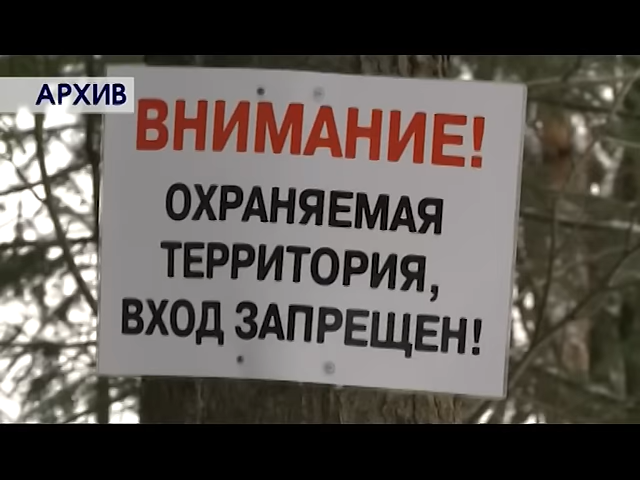 АРХИВ
ВНИМАНИЕ!
ОХРАНЯЕМАЯ
ТЕРРИТОРИЯ,
ВХОД ЗАПРЕЩЕН!